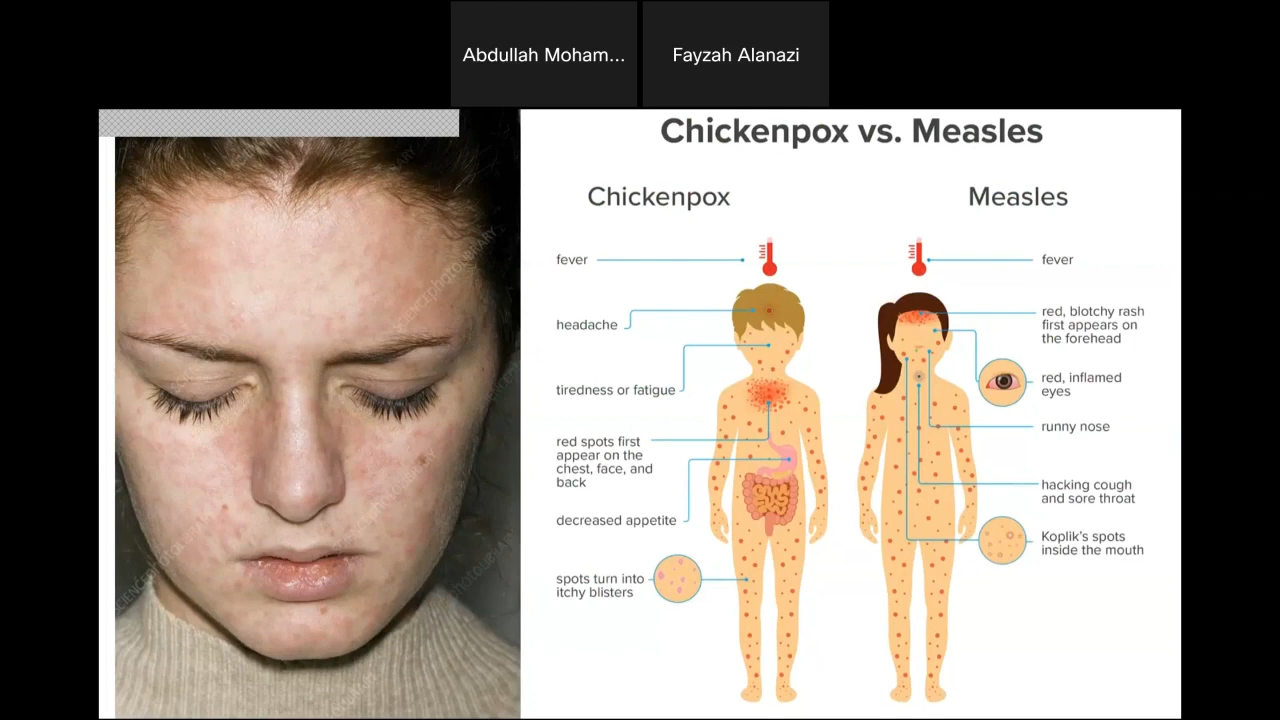 Abdullah Moham...
Fayzah Alanazi
Chickenpox vs. Measles
Chickenpox
Measles
fever
headache
tiredness or fatigue
red spots first
appear on the
chest, face, and
back
decreased appetite
spots turn into
itchy blisters
fever
red, blotchy rash
first appears on
the forehead
red, inflamed
eyes
runny nose
hacking cough
and sore throat
Koplik's spots
inside the mouth